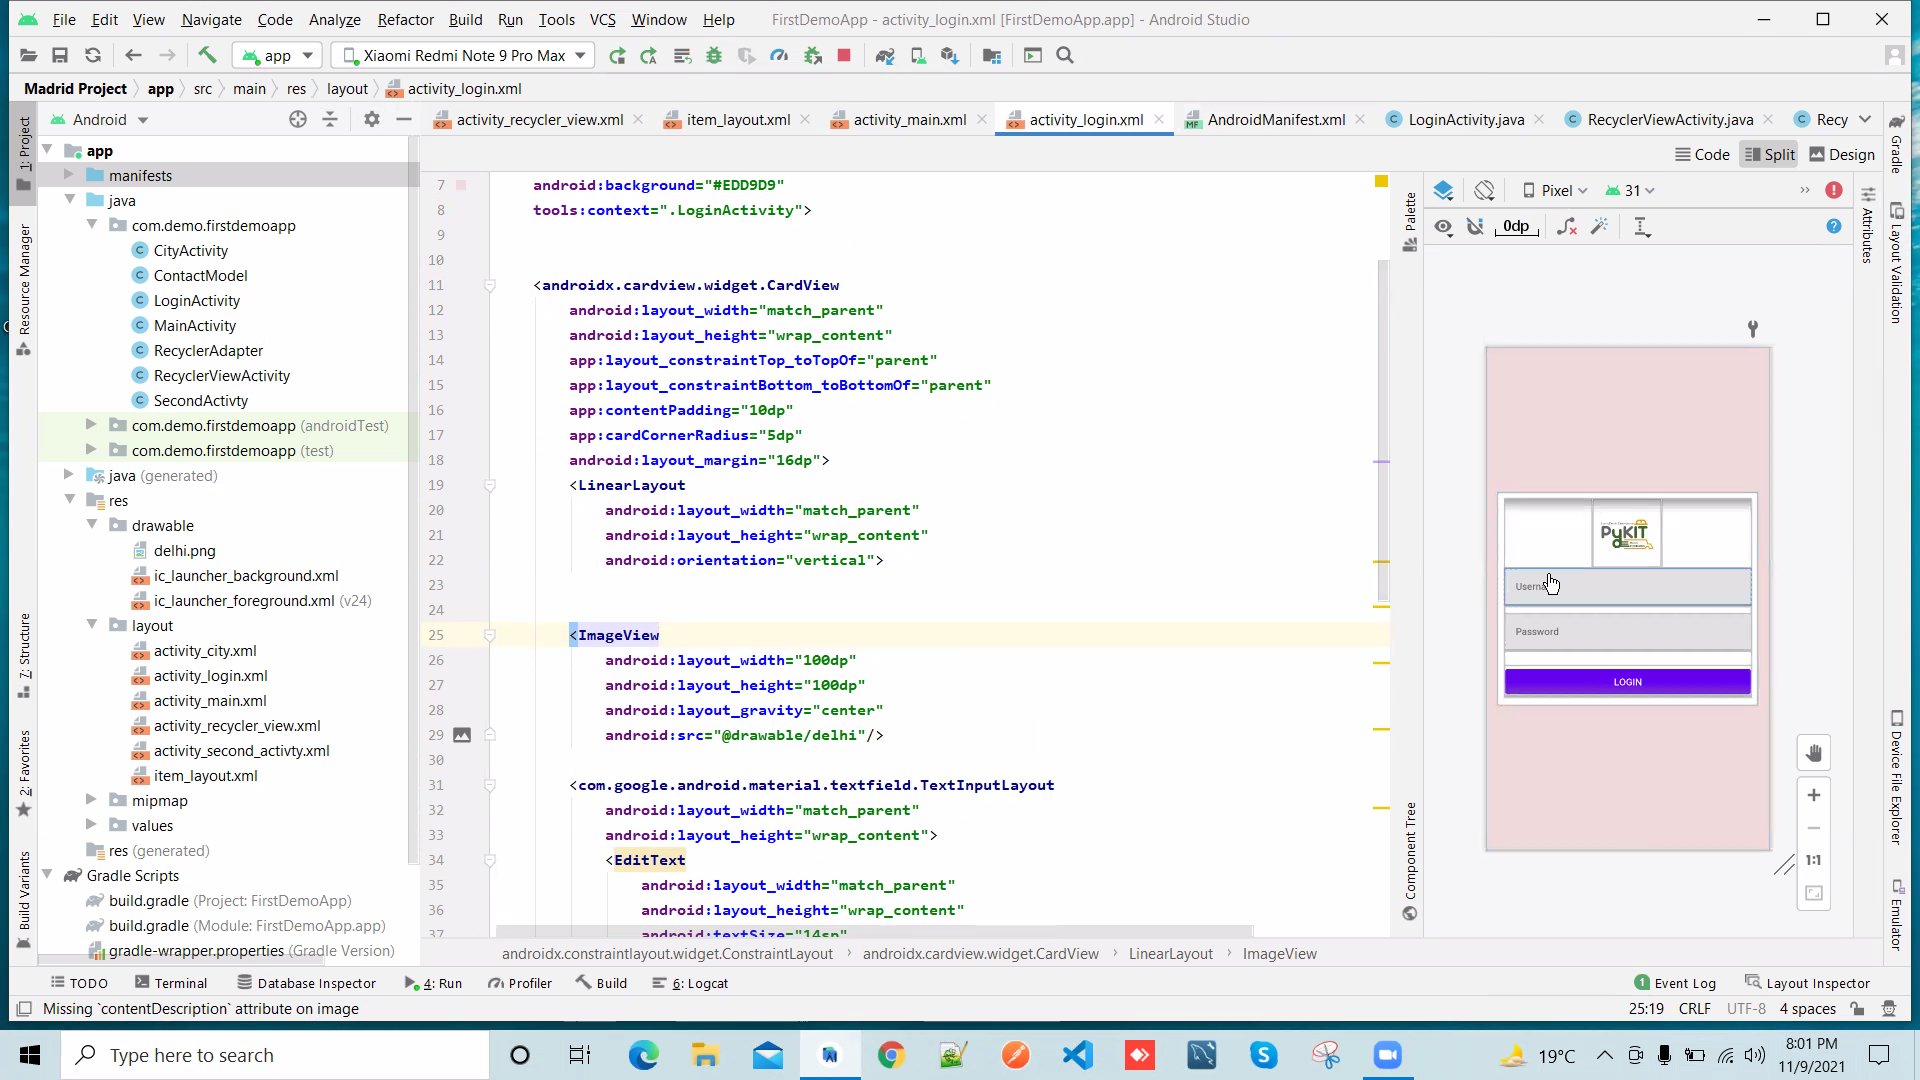 File Edit View Navigate Code Analyze Refactor Build Run Tools VCS Window Help FirstDemoApp - activity_login.xml [FirstDemoApp.app] - Android Studio
app Xiaomi Redmi Note 9 Pro Max
Madrid Project app src main res layout activity_login.xml
Android activity_recycler_view.xml item_layout.xml activity_main.xml activity_login.xml AndroidManifest.xml LoginActivity.java RecyclerViewActivity.java Recy
Code Split Design
Pixel 31
0dp
1: Project
Resource Manager
7: Structure
2: Favorites
Build Variants
app
manifests
java
com.demo.firstdemoapp
CityActivity
ContactModel
LoginActivity
MainActivity
RecyclerAdapter
RecyclerViewActivity
SecondActivty
com.demo.firstdemoapp (androidTest)
com.demo.firstdemoapp (test)
java (generated)
res
drawable
delhi.png
ic_launcher_background.xml
ic_launcher_foreground.xml (v24)
layout
activity_city.xml
activity_login.xml
activity_main.xml
activity_recycler_view.xml
activity_second_activty.xml
item_layout.xml
mipmap
values
res (generated)
Gradle Scripts
build.gradle (Project: FirstDemoApp)
build.gradle (Module: FirstDemoApp.app)
gradle-wrapper.properties (Gradle Version)
7 android:background="#EDD9D9"
8 tools:context=".LoginActivity">
9
10
11 <androidx.cardview.widget.CardView
12 android:layout_width="match_parent"
13 android:layout_height="wrap_content"
14 app:layout_constraintTop_toTopOf="parent"
15 app:layout_constraintBottom_toBottomOf="parent"
16 app:contentPadding="10dp"
17 app:cardCornerRadius="5dp"
18 android:layout_margin="16dp">
19 <LinearLayout
20 android:layout_width="match_parent"
21 android:layout_height="wrap_content"
22 android:orientation="vertical">
23
24
25 <ImageView
26 android:layout_width="100dp"
27 android:layout_height="100dp"
28 android:layout_gravity="center"
29 android:src="@drawable/delhi"/>
30
31 <com.google.android.material.textfield.TextInputLayout
32 android:layout_width="match_parent"
33 android:layout_height="wrap_content">
34 <EditText
35 android:layout_width="match_parent"
36 android:layout_height="wrap_content"
37 android:textSize="14sp"
Palette
Component Tree
PyKIT
Password
LOGIN
1:1
Gradle
Attributes
Layout Validation
Device File Explorer
Emulator
androidx.constraintlayout.widget.ConstraintLayout androidx.cardview.widget.CardView LinearLayout ImageView
TODO Terminal Database Inspector 4: Run Profiler Build 6: Logcat 1 Event Log Layout Inspector
Missing `contentDescription` attribute on image 25:19 CRLF UTF-8 4 spaces
Type here to search 19°C 8:01 PM
11/9/2021